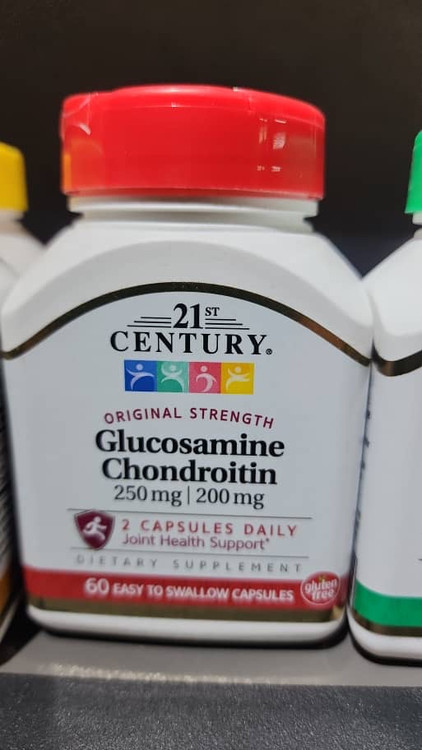 21ST
CENTURY®
ORIGINAL STRENGTH
Glucosamine
Chondroitin
250 mg | 200 mg
2 CAPSULES DAILY
Joint Health Support*
DIETARY SUPPLEMENT
60 EASY TO SWALLOW CAPSULES
gluten
free